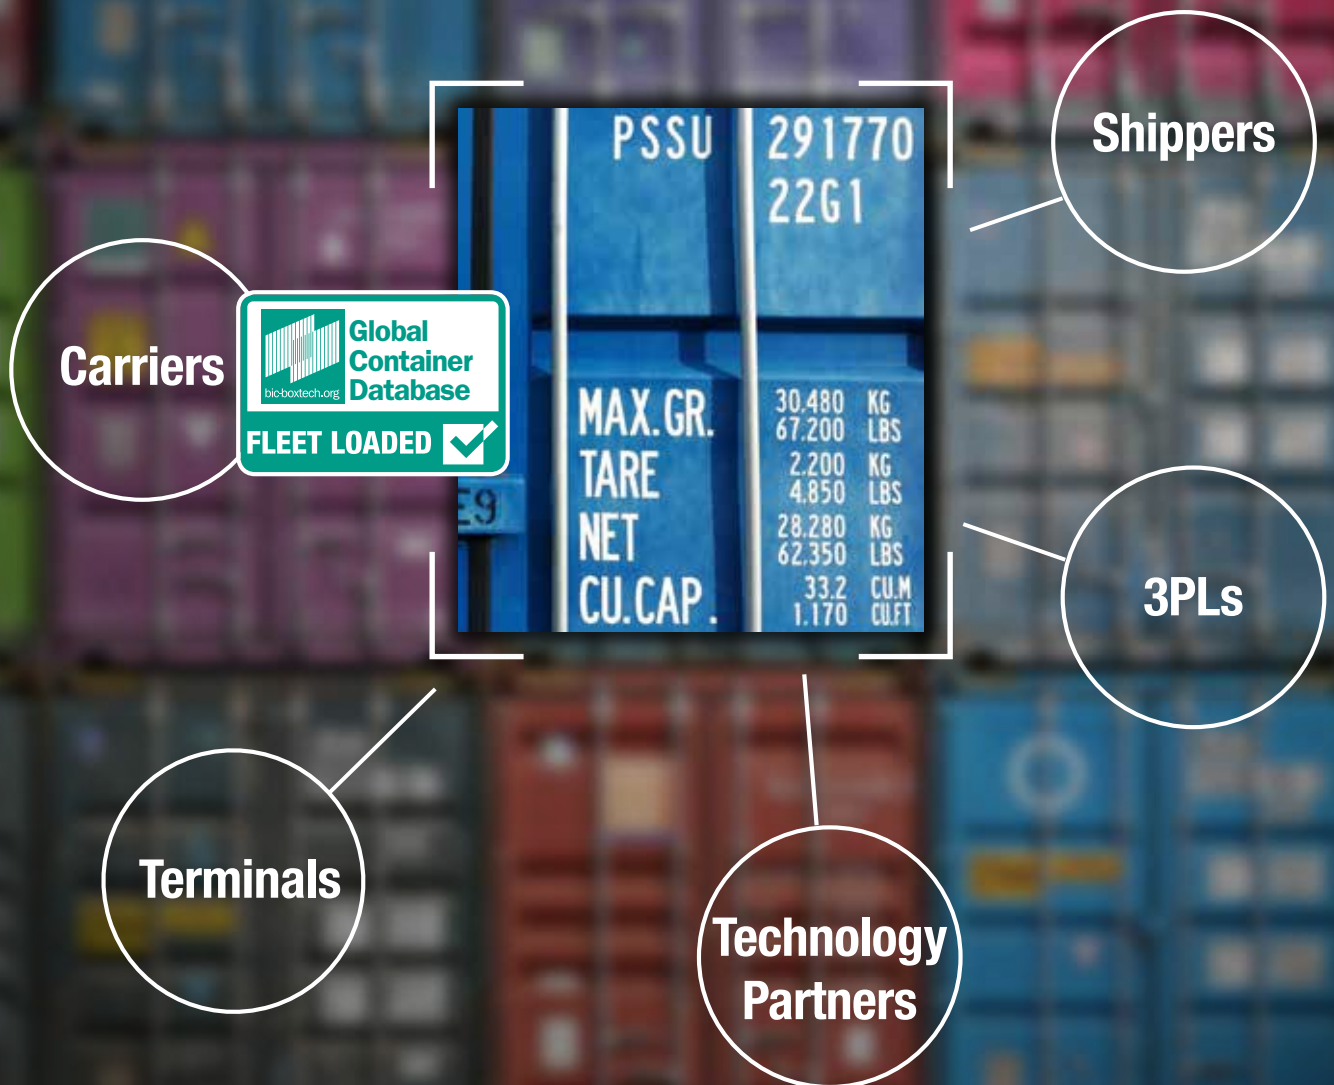 PSSU 291770
22G1
Shippers
Carriers
bic-boxtech.org
Global
Container
Database
FLEET LOADED
MAX.GR. 30.480 KG
67.200 LBS
TARE 2.200 KG
4.850 LBS
E9
NET 28.280 KG
62.350 LBS
CU.CAP. 33.2 CU.M
1.170 CU.FT
3PLs
Terminals
Technology
Partners